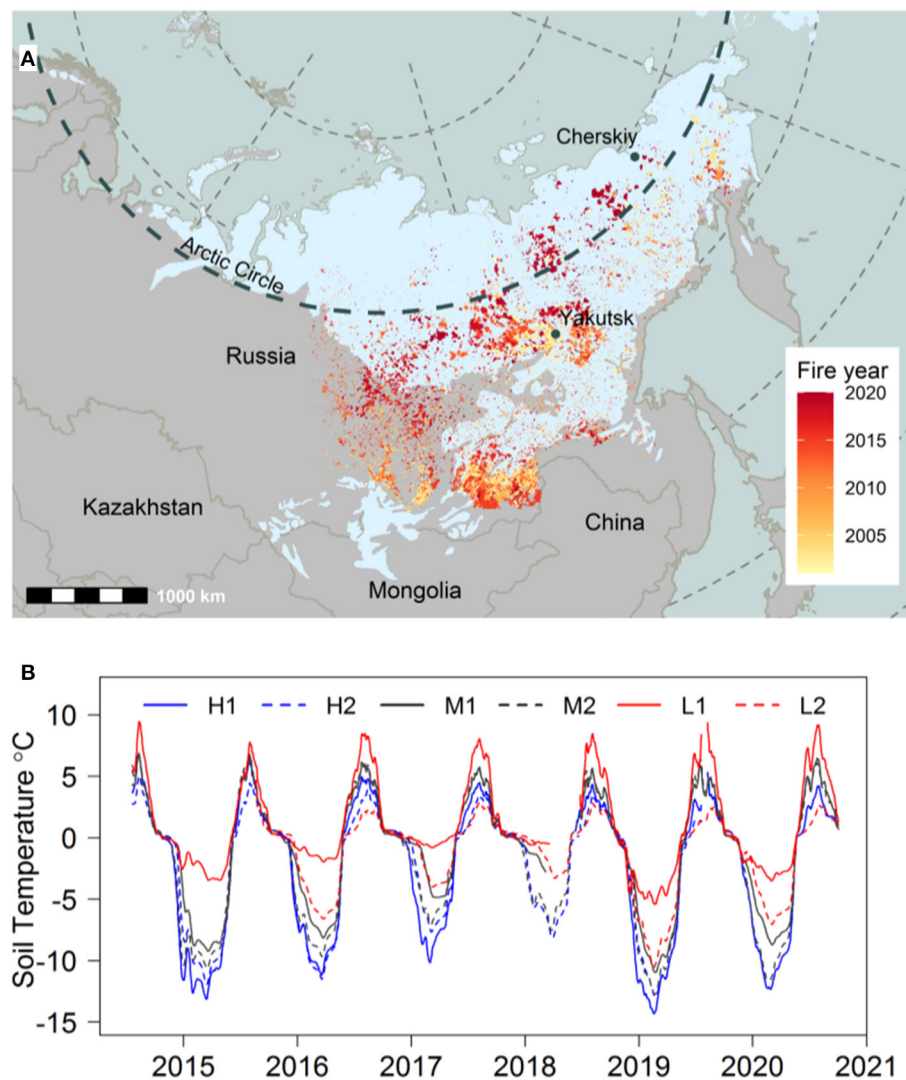 A
Cherskiy
Arctic Circle
Yakutsk
Russia
Fire year
2020
2015
2010
2005
Kazakhstan
China
Mongolia
1000 km
B
H1 H2 M1 M2 L1 L2
Soil Temperature °C
10
5
0
-5
-10
-15
2015 2016 2017 2018 2019 2020 2021